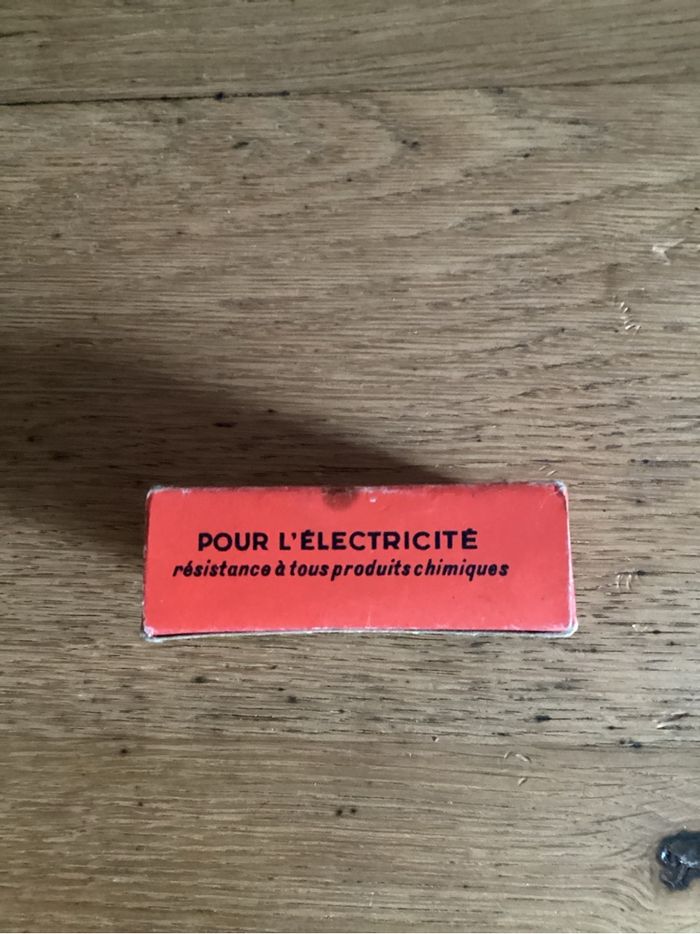 POUR L'ÉLECTRICITÉ
résistance à tous produits chimiques